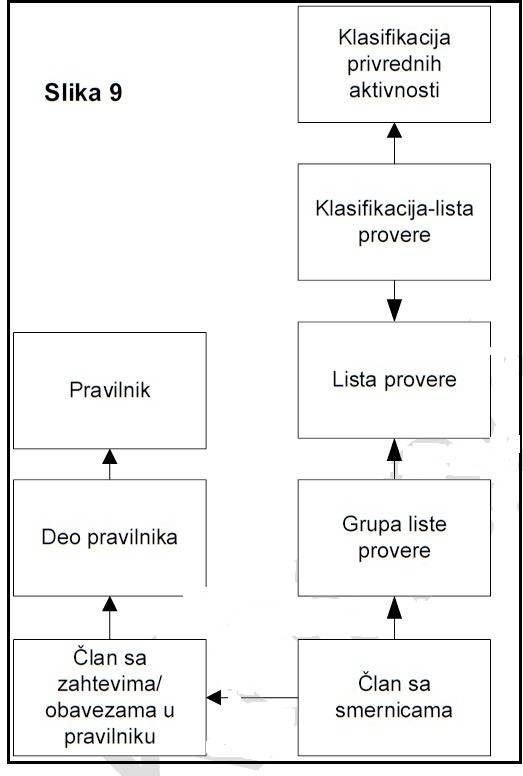 Slika 9
Klasifikacija
privrednih
aktivnosti
Klasifikacija-lista
provere
Lista provere
Pravilnik
Grupa liste
provere
Deo pravilnika
Član sa
zahtevima/
obavezama u
pravilniku
Član sa
smernicama